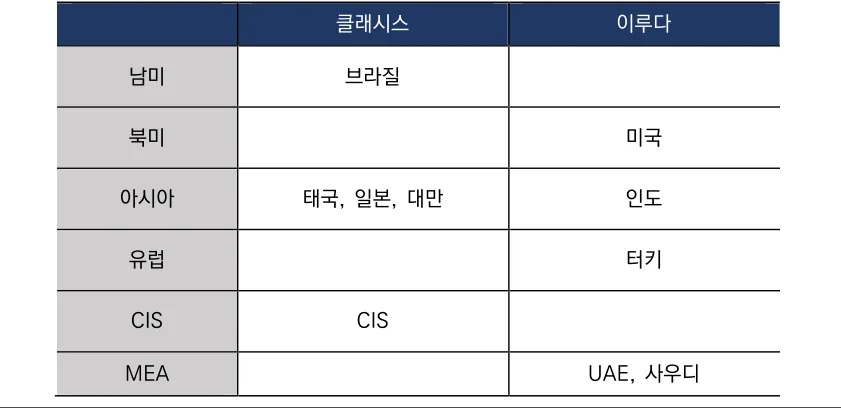 클래시스 이루다
남미 브라질
북미 미국
아시아 태국, 일본, 대만 인도
유럽 터키
CIS CIS
MEA UAE, 사우디